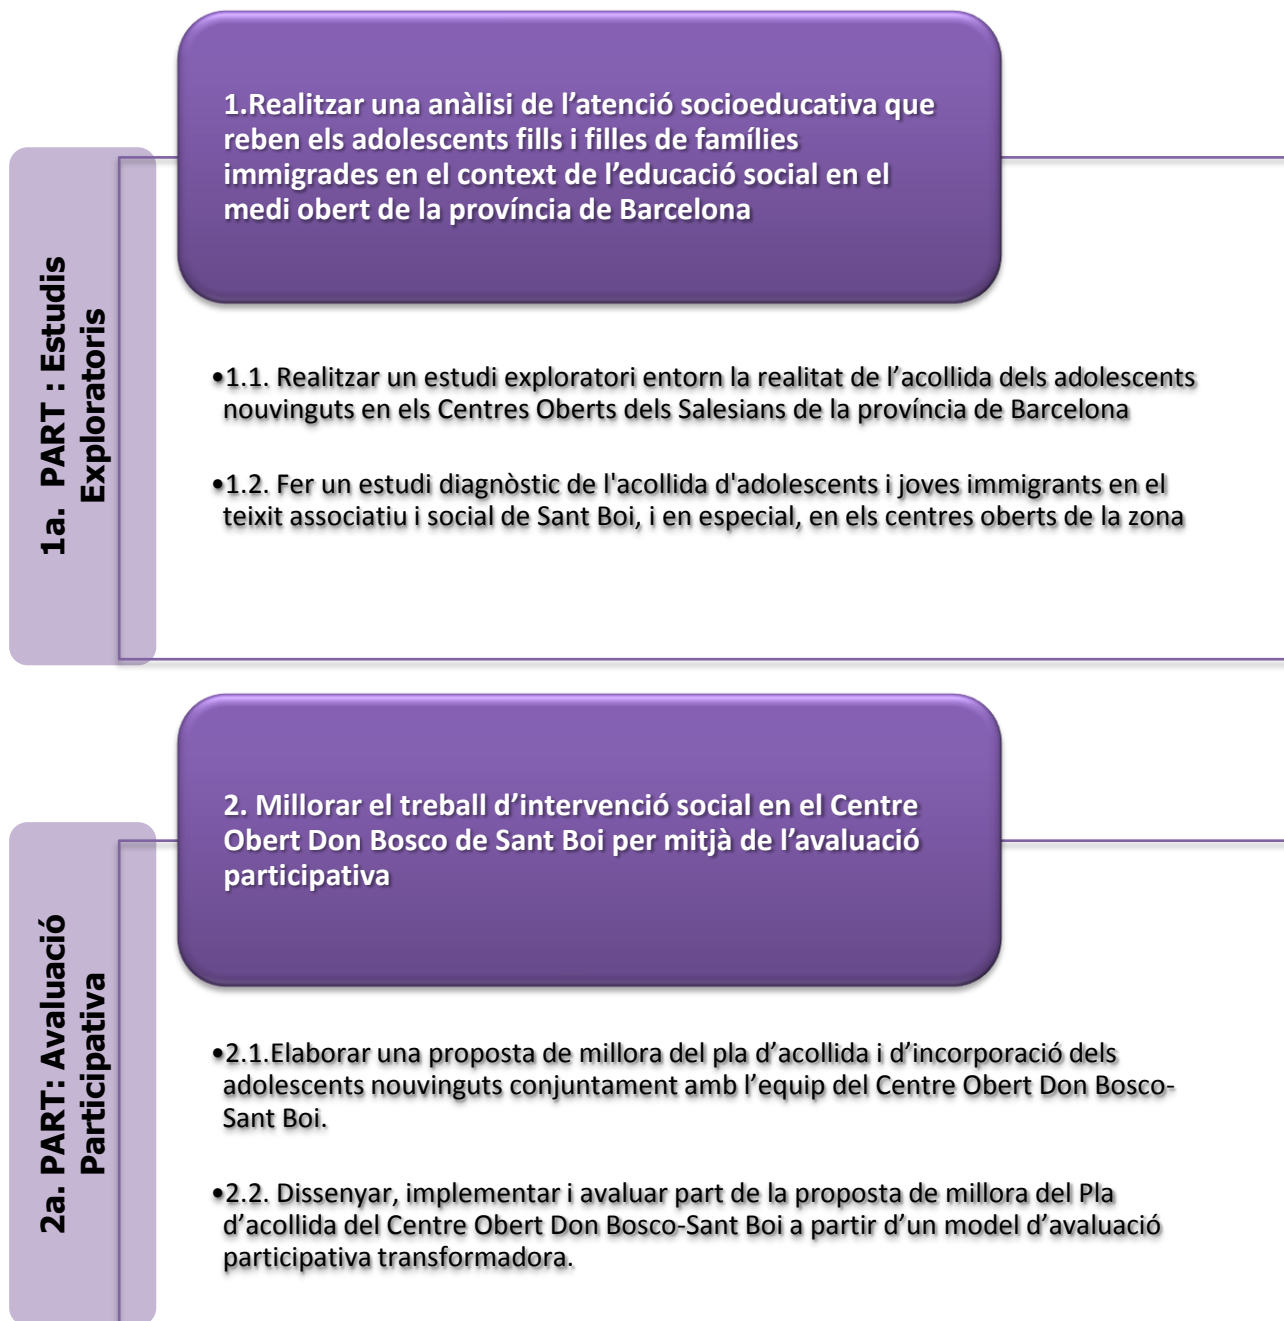 1a. PART : Estudis
Exploratoris
1.Realitzar una anàlisi de l’atenció socioeducativa que
reben els adolescents fills i filles de famílies
immigrades en el context de l’educació social en el
medi obert de la província de Barcelona
•1.1. Realitzar un estudi exploratori entorn la realitat de l’acollida dels adolescents
nouvinguts en els Centres Oberts dels Salesians de la província de Barcelona
•1.2. Fer un estudi diagnòstic de l'acollida d'adolescents i joves immigrants en el
teixit associatiu i social de Sant Boi, i en especial, en els centres oberts de la zona
2a. PART: Avaluació
Participativa
2. Millorar el treball d’intervenció social en el Centre
Obert Don Bosco de Sant Boi per mitjà de l’avaluació
participativa
•2.1.Elaborar una proposta de millora del pla d’acollida i d’incorporació dels
adolescents nouvinguts conjuntament amb l’equip del Centre Obert Don Bosco-
Sant Boi.
•2.2. Dissenyar, implementar i avaluar part de la proposta de millora del Pla
d’acollida del Centre Obert Don Bosco-Sant Boi a partir d’un model d’avaluació
participativa transformadora.